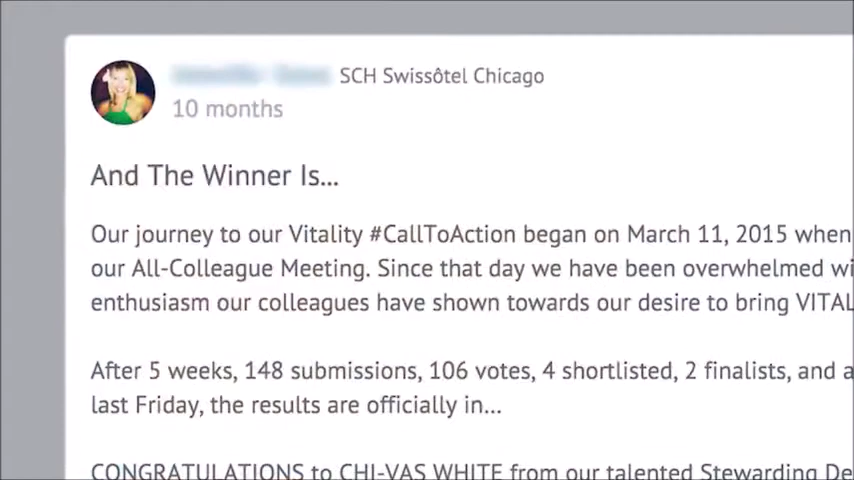 SCH Swissôtel Chicago
10 months
And The Winner Is...
Our journey to our Vitality #CallToAction began on March 11, 2015 when
our All-Colleague Meeting. Since that day we have been overwhelmed
enthusiasm our colleagues have shown towards our desire to bring
After 5 weeks, 148 submissions, 106 votes, 4 shortlisted, 2 finalists, and a
last Friday, the results are officially in...
CONGRATULATIONS to CHI-VAS WHITE from our talented Stewarding